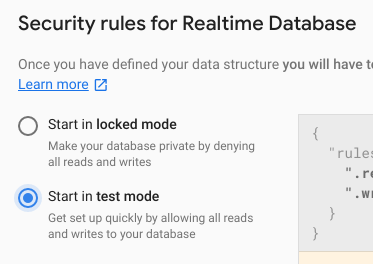 Security rules for Realtime Database
Once you have defined your data structure you will have
Learn more
Start in locked mode
Make your database private by denying
all reads and writes
Start in test mode
Get set up quickly by allowing all reads
and writes to your database
{
"rules
".re
".wr
}
}